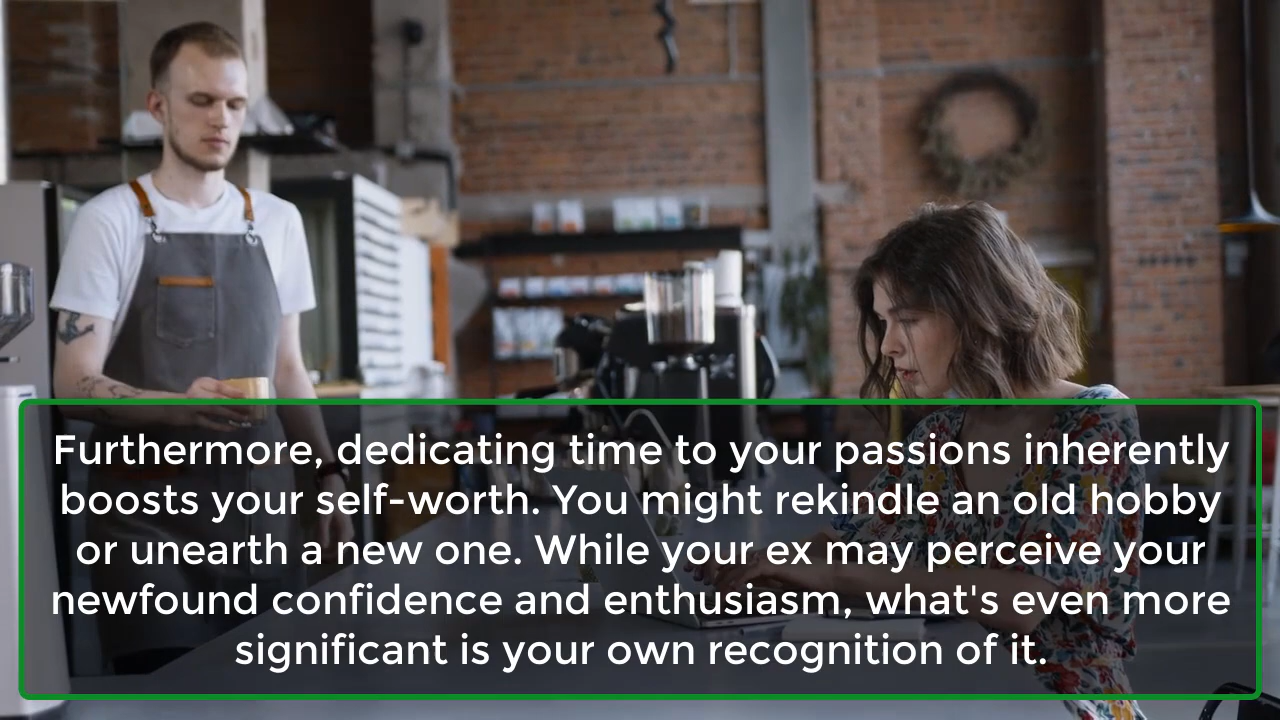 Furthermore, dedicating time to your passions inherently
boosts your self-worth. You might rekindle an old hobby
or unearth a new one. While your ex may perceive your
newfound confidence and enthusiasm, what's even more
significant is your own recognition of it.